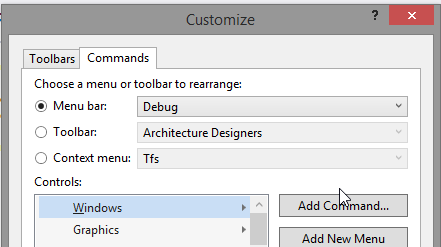 Customize
?
Toolbars Commands
Choose a menu or toolbar to rearrange:
Menu bar: Debug
Toolbar: Architecture Designers
Context menu: Tfs
Controls:
Windows
Add Command...
Graphics
Add New Menu